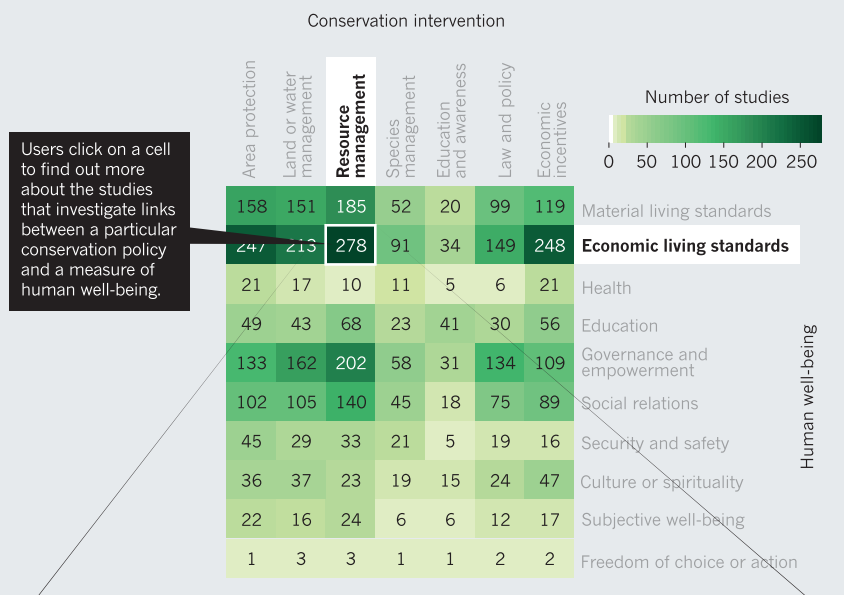 Conservation intervention
Area protection
Land or water
management
Resource
management
Species
management
Education
and awareness
Law and policy
Economic
incentives
Number of studies
0 50 100 150 200 250
Users click on a cell
to find out more
about the studies
that investigate links
between a particular
conservation policy
and a measure of
human well-being.
158 151 185 52 20 99 119 Material living standards
247 213 278 91 34 149 248 Economic living standards
21 17 10 11 5 6 21 Health
49 43 68 23 41 30 56 Education
133 162 202 58 31 134 109 Governance and
empowerment
102 105 140 45 18 75 89 Social relations
45 29 33 21 5 19 16 Security and safety
36 37 23 19 15 24 47 Culture or spirituality
22 16 24 6 6 12 17 Subjective well-being
1 3 3 1 1 2 2 Freedom of choice or action
Human well-being